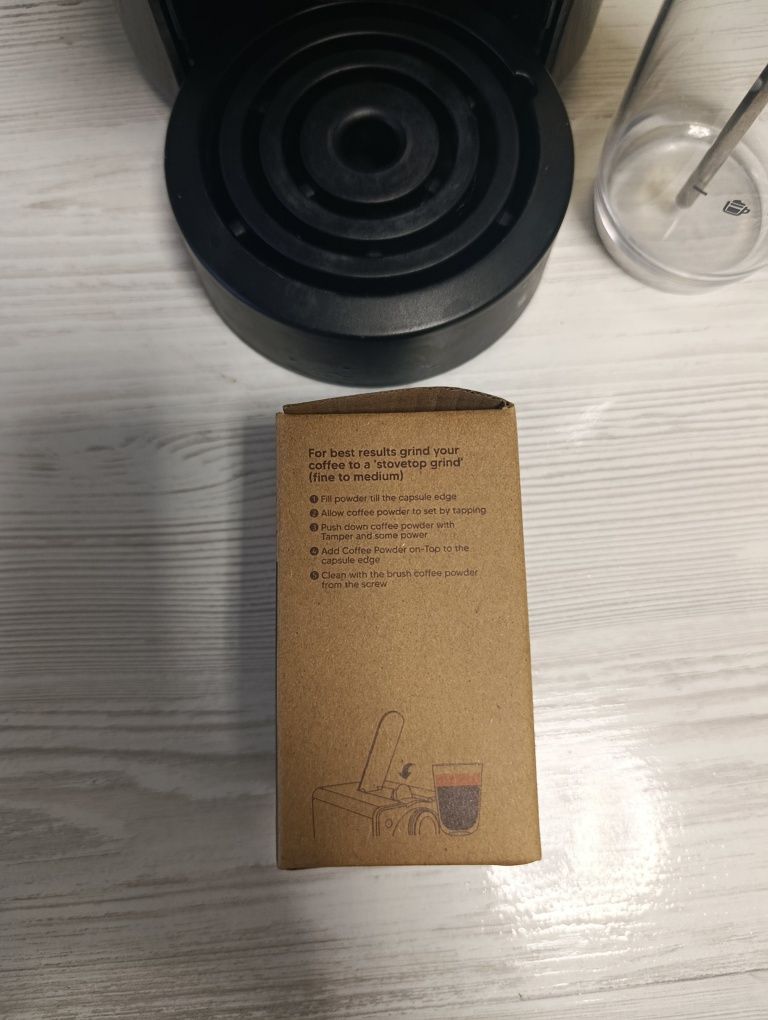 For best results grind your
coffee to a 'stovetop grind'
(fine to medium)
1 Fill powder till the capsule edge
2 Allow coffee powder to set by tapping
3 Push down coffee powder with
Tamper and some power
4 Add Coffee Powder on-Top to the
capsule edge
5 Clean with the brush coffee powder
from the screw